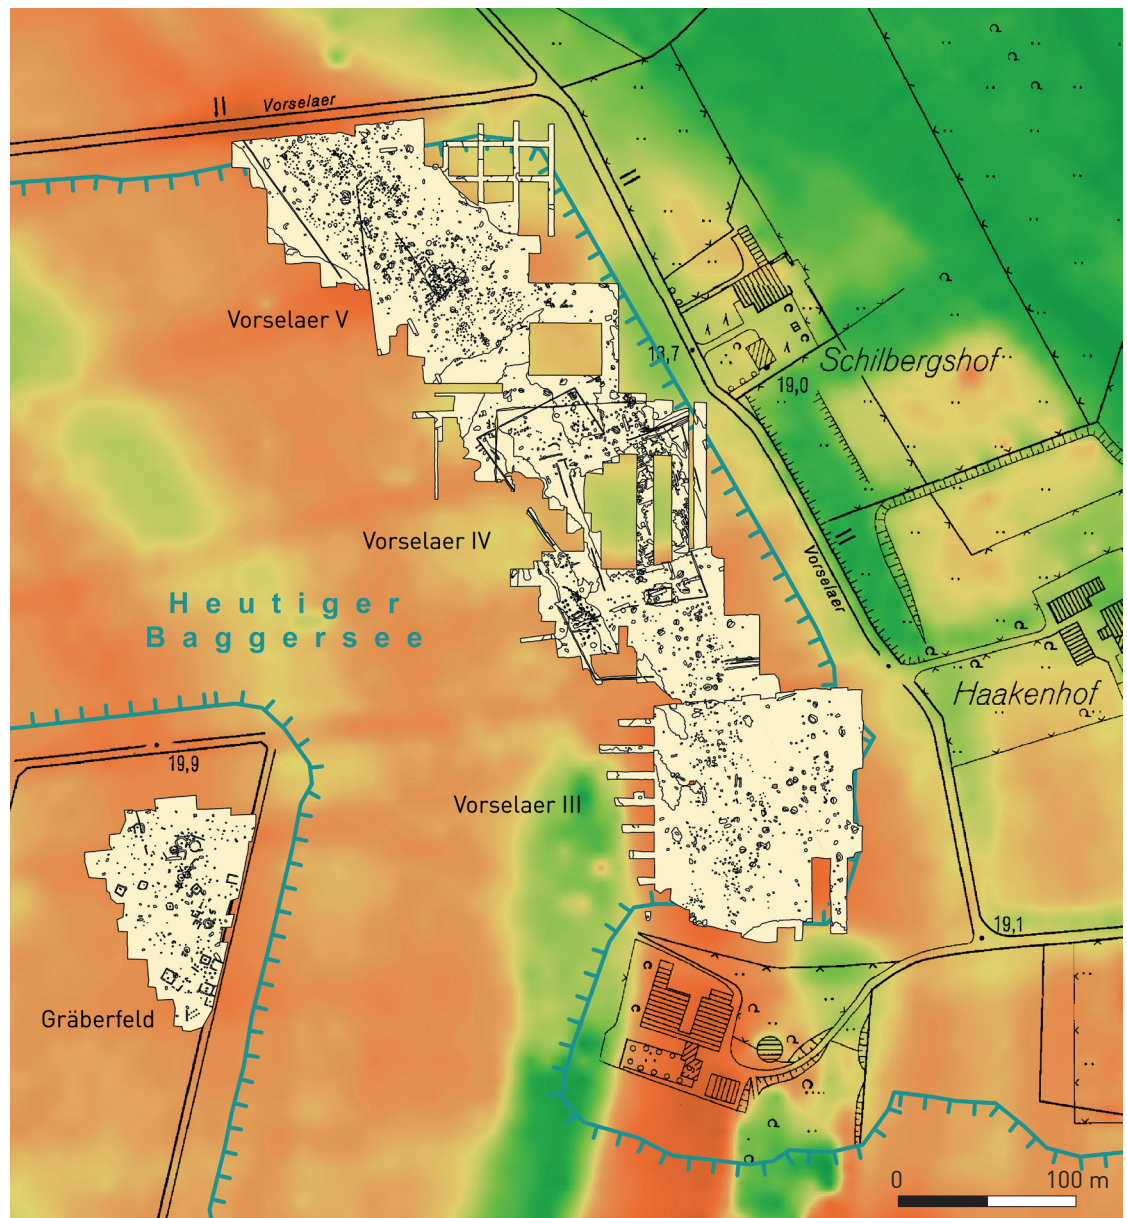 Vorselaer
Vorselaer V
13,7
Schilbergshof
19,0
Vorselaer IV
Vorselaer
Heutiger
Baggersee
Haakenhof
19,9
Vorselaer III
19,1
Gräberfeld
0 100 m